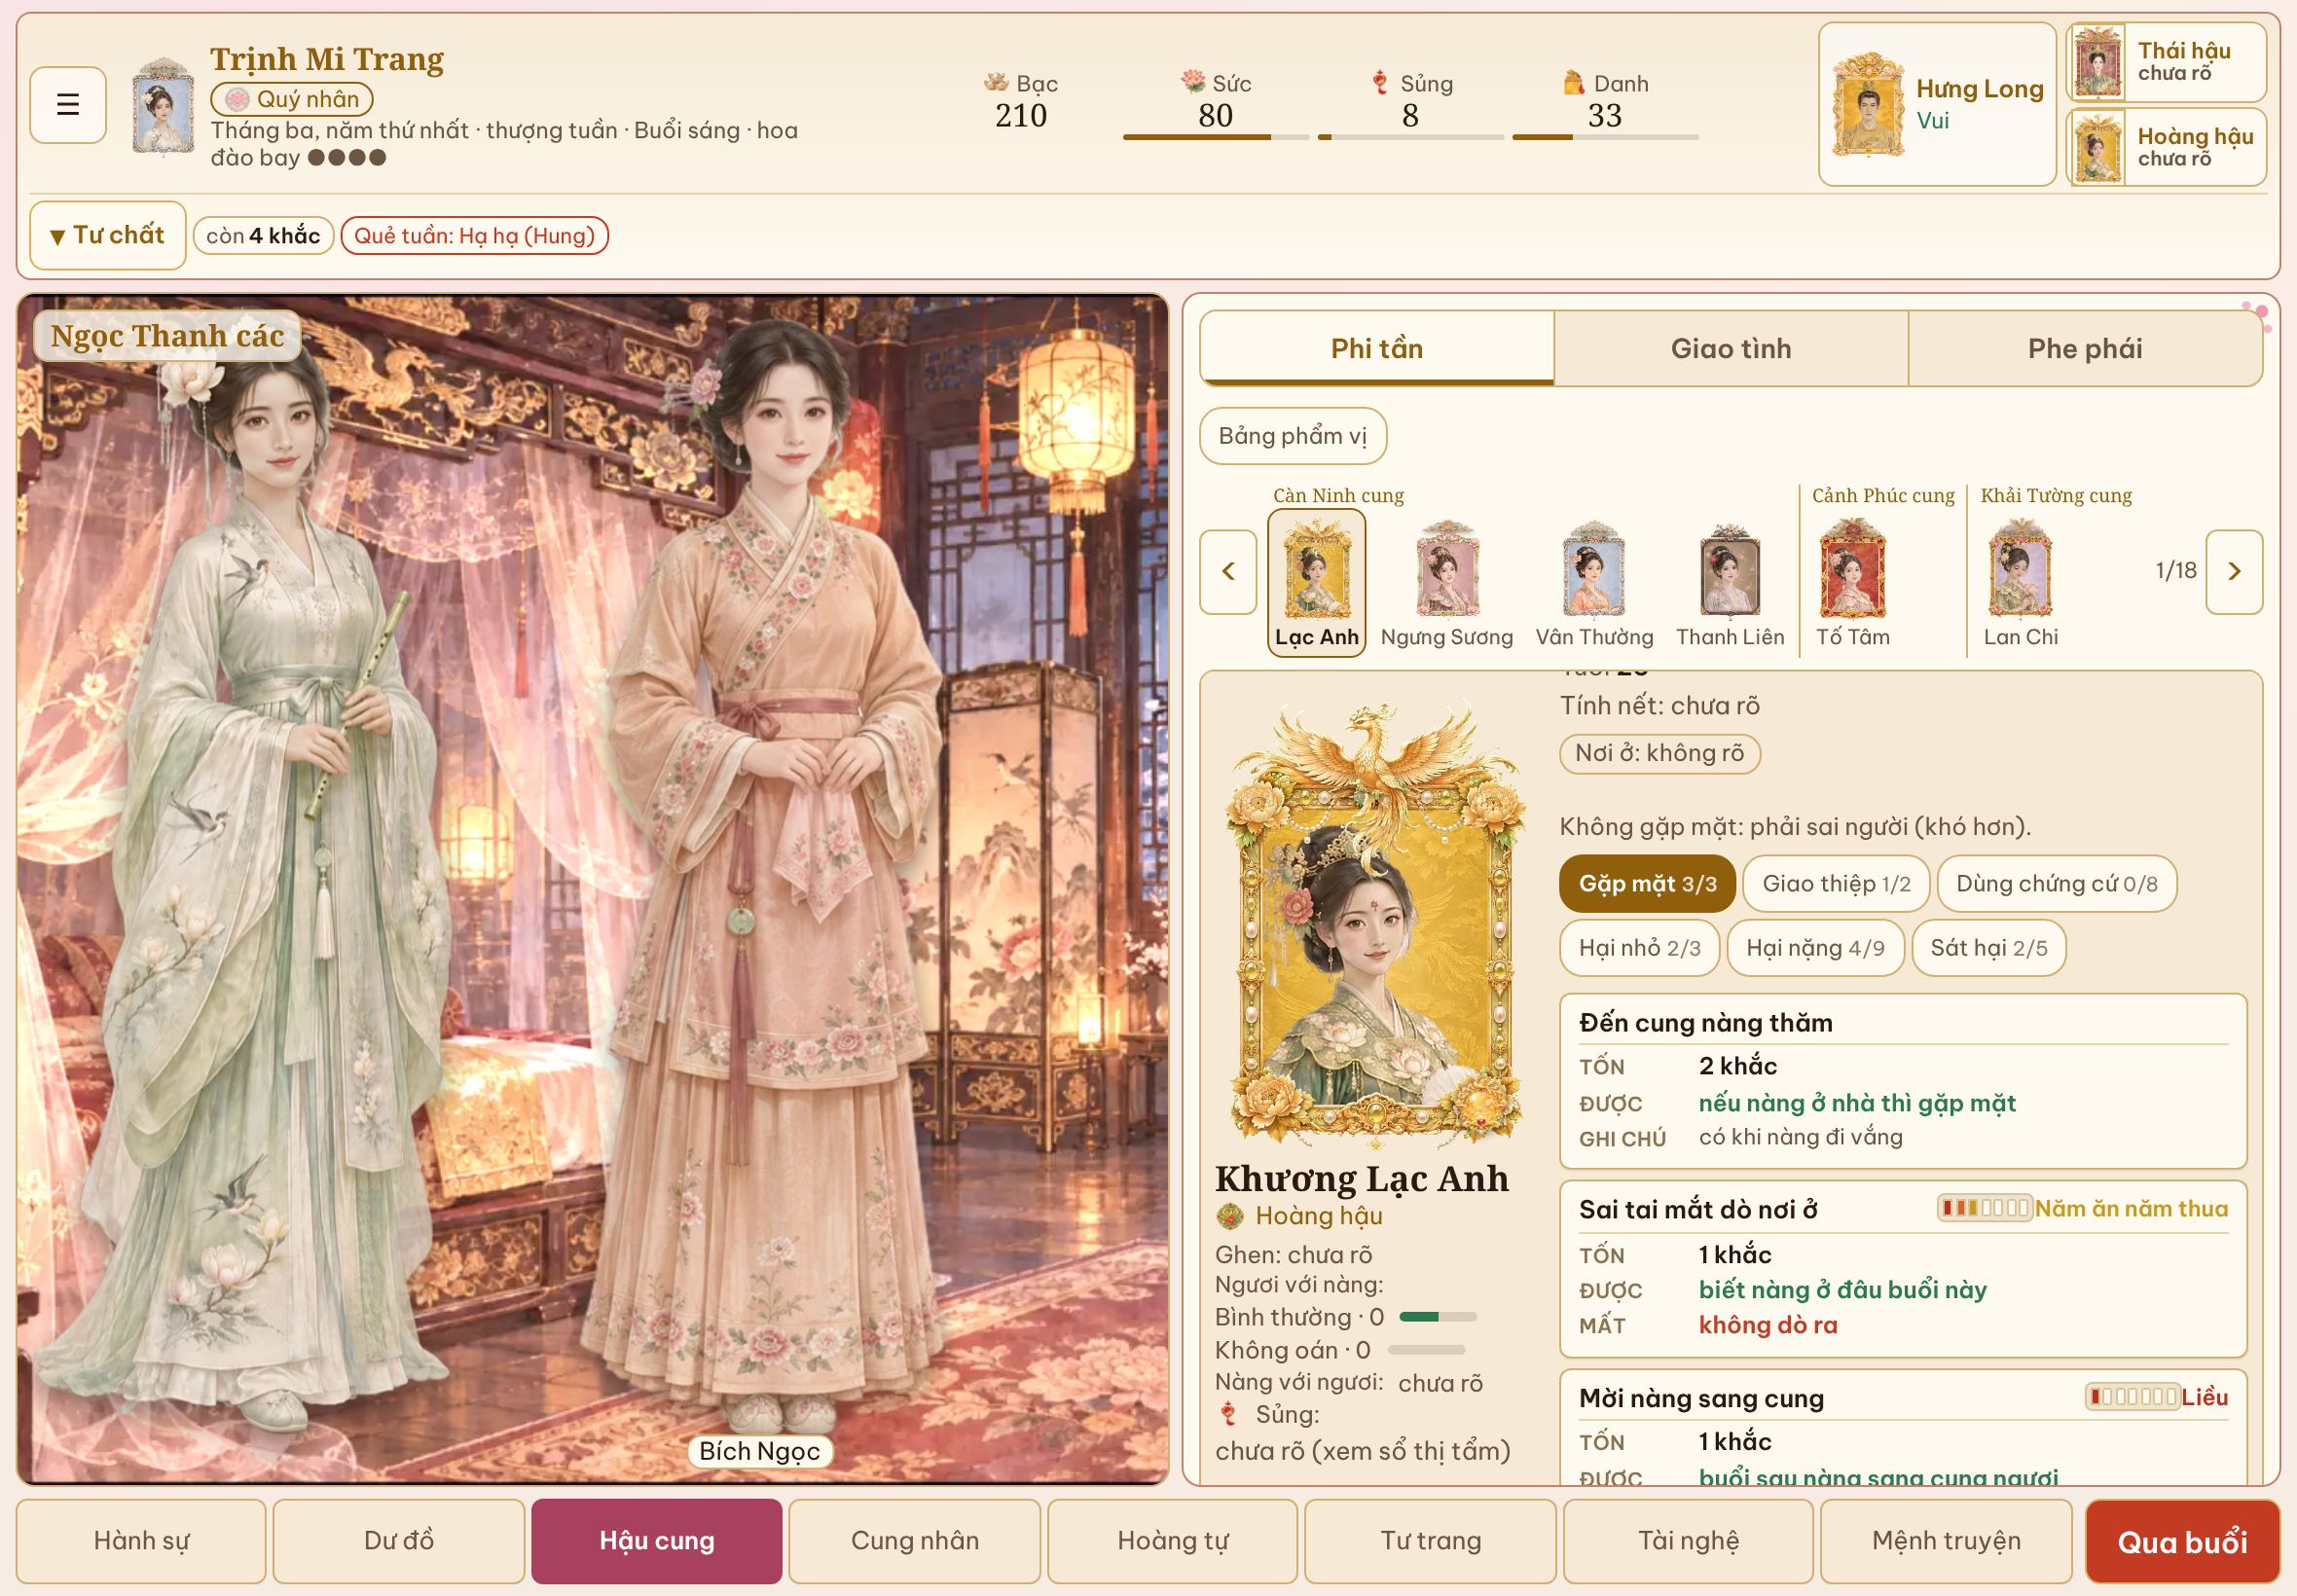 Trịnh Mi Trang
Quý nhân
Tháng ba, năm thứ nhất · thượng tuần · Buổi sáng · hoa
đào bay ●●●●
Bạc
210
Sức
80
Sủng
8
Danh
33
Hưng Long
Vui
Thái hậu
chưa rõ
Hoàng hậu
chưa rõ
▼ Tư chất
còn 4 khắc
Quẻ tuần: Hạ hạ (Hung)
Ngọc Thanh các
Bích Ngọc
Phi tần
Giao tình
Phe phái
Bảng phẩm vị
Càn Ninh cung
Cảnh Phúc cung
Khải Tường cung
Lạc Anh
Ngưng Sương
Vân Thường
Thanh Liên
Tố Tâm
Lan Chi
1/18
Khương Lạc Anh
Hoàng hậu
Ghen: chưa rõ
Ngươi với nàng:
Bình thường · 0
Không oán · 0
Nàng với ngươi: chưa rõ
Sủng:
chưa rõ (xem sổ thị tẩm)
Tính nết: chưa rõ
Nơi ở: không rõ
Không gặp mặt: phải sai người (khó hơn).
Gặp mặt 3/3
Giao thiệp 1/2
Dùng chứng cứ 0/8
Hại nhỏ 2/3
Hại nặng 4/9
Sát hại 2/5
Đến cung nàng thăm
TỐN 2 khắc
ĐƯỢC nếu nàng ở nhà thì gặp mặt
GHI CHÚ có khi nàng đi vắng
Sai tai mắt dò nơi ở Năm ăn năm thua
TỐN 1 khắc
ĐƯỢC biết nàng ở đâu buổi này
MẤT không dò ra
Mời nàng sang cung Liều
TỐN 1 khắc
ĐƯỢC buổi sau nàng sang cung ngươi
Hành sự
Dư đồ
Hậu cung
Cung nhân
Hoàng tự
Tư trang
Tài nghệ
Mệnh truyện
Qua buổi